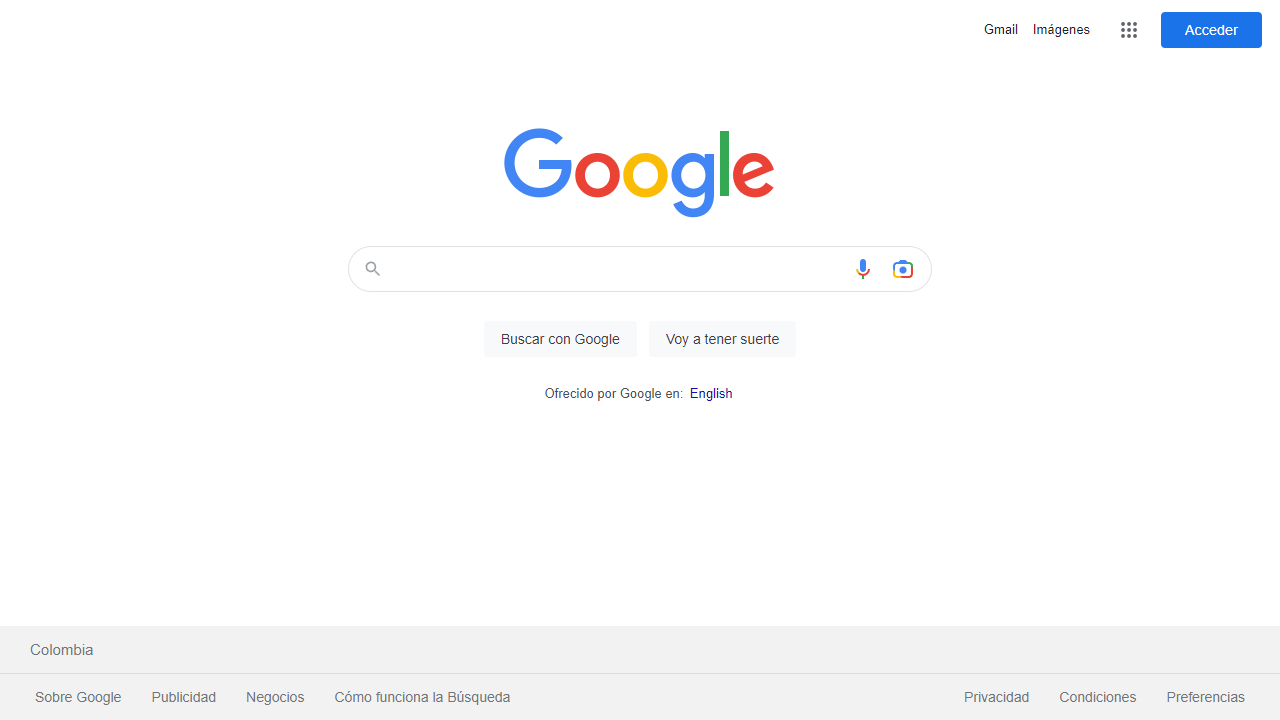 Gmail Imágenes Acceder
Google
Buscar con Google Voy a tener suerte
Ofrecido por Google en: English
Colombia
Sobre Google Publicidad Negocios Cómo funciona la Búsqueda Privacidad Condiciones Preferencias